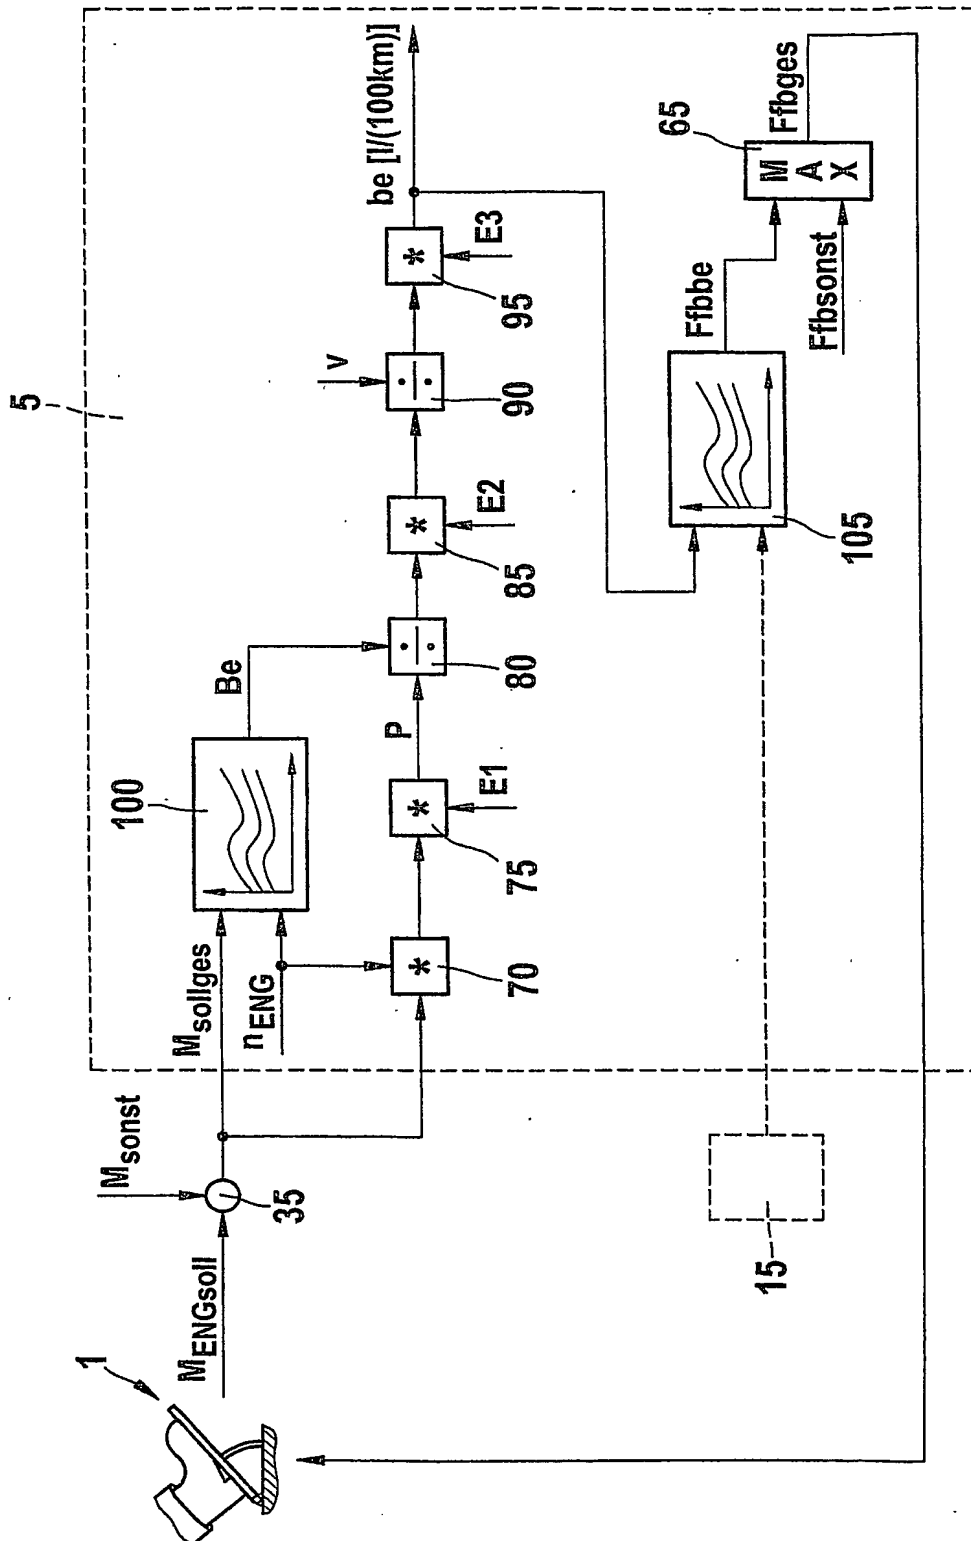 5
1
M_ENGsoll
M_sonst
35
M_sollges
n_ENG
100
Be
70
75
E1
P
80
85
E2
v
90
95
E3
be [l/(100km)]
15
105
Ffbbe
Ffbsonst
65
M
A
X
Ffbges